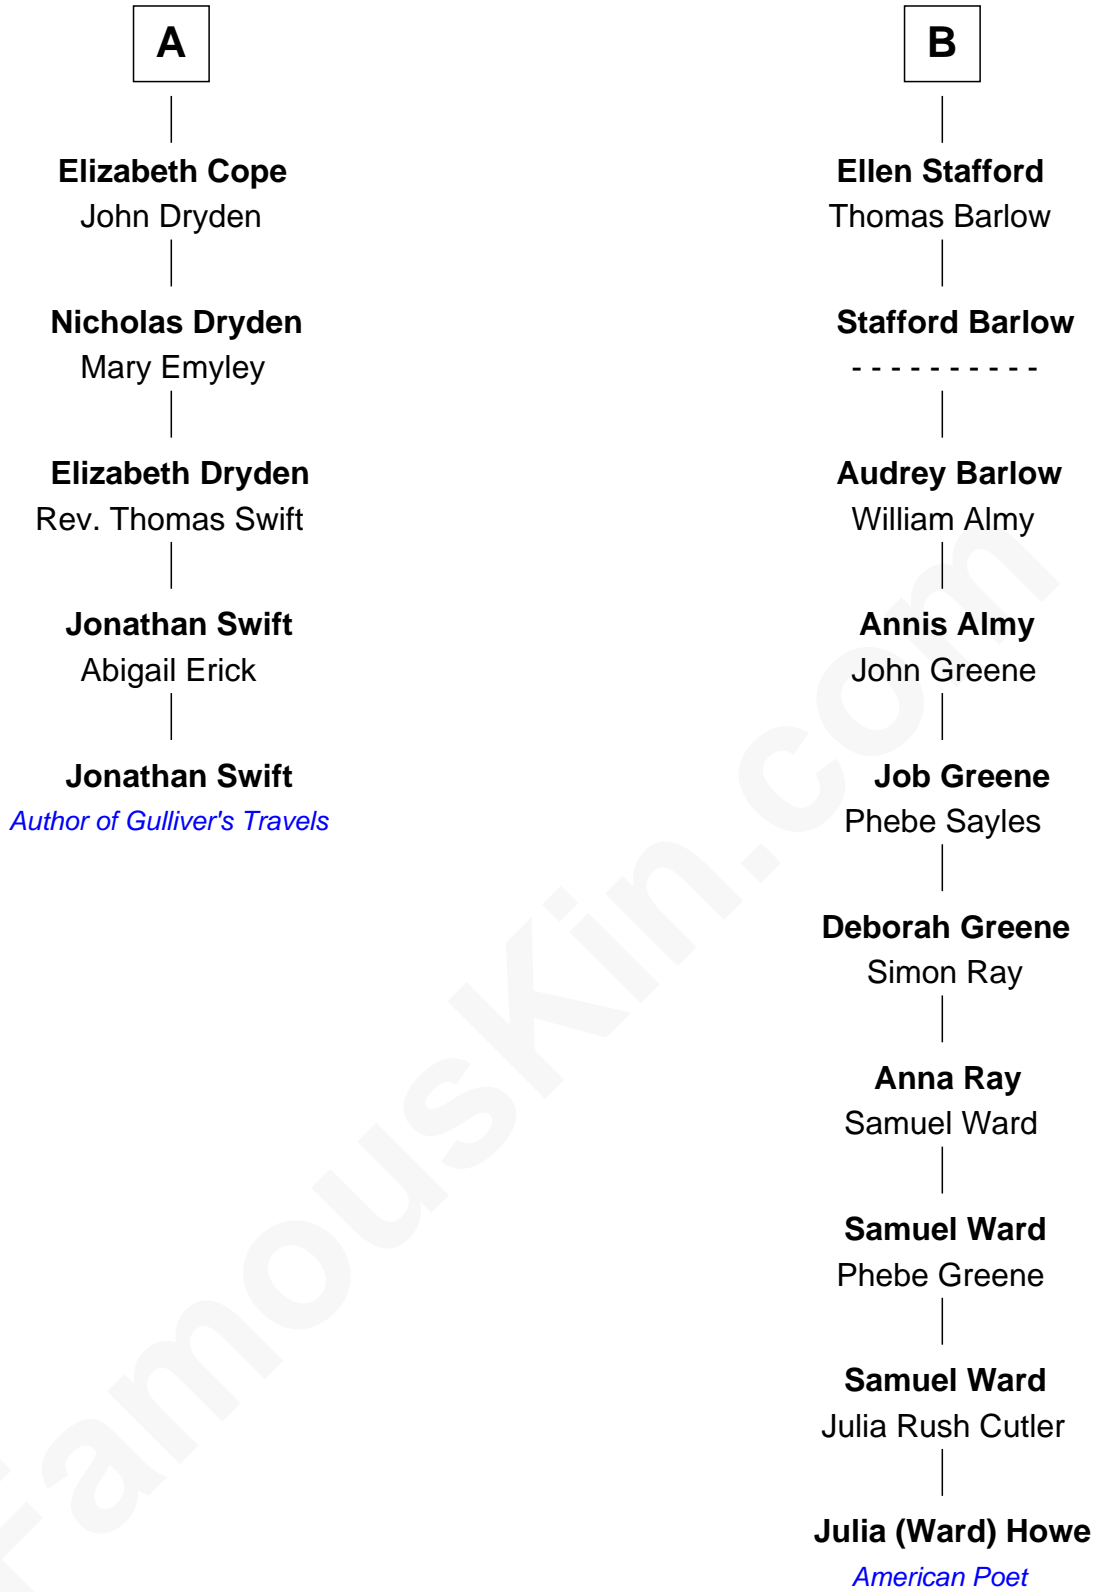 A
Elizabeth Cope
John Dryden
Nicholas Dryden
Mary Emyley
Elizabeth Dryden
Rev. Thomas Swift
Jonathan Swift
Abigail Erick
Jonathan Swift
Author of Gulliver's Travels
B
Ellen Stafford
Thomas Barlow
Stafford Barlow
- - - - - - - - - -
Audrey Barlow
William Almy
Annis Almy
John Greene
Job Greene
Phebe Sayles
Deborah Greene
Simon Ray
Anna Ray
Samuel Ward
Samuel Ward
Phebe Greene
Samuel Ward
Julia Rush Cutler
Julia (Ward) Howe
American Poet
FamousKin.com